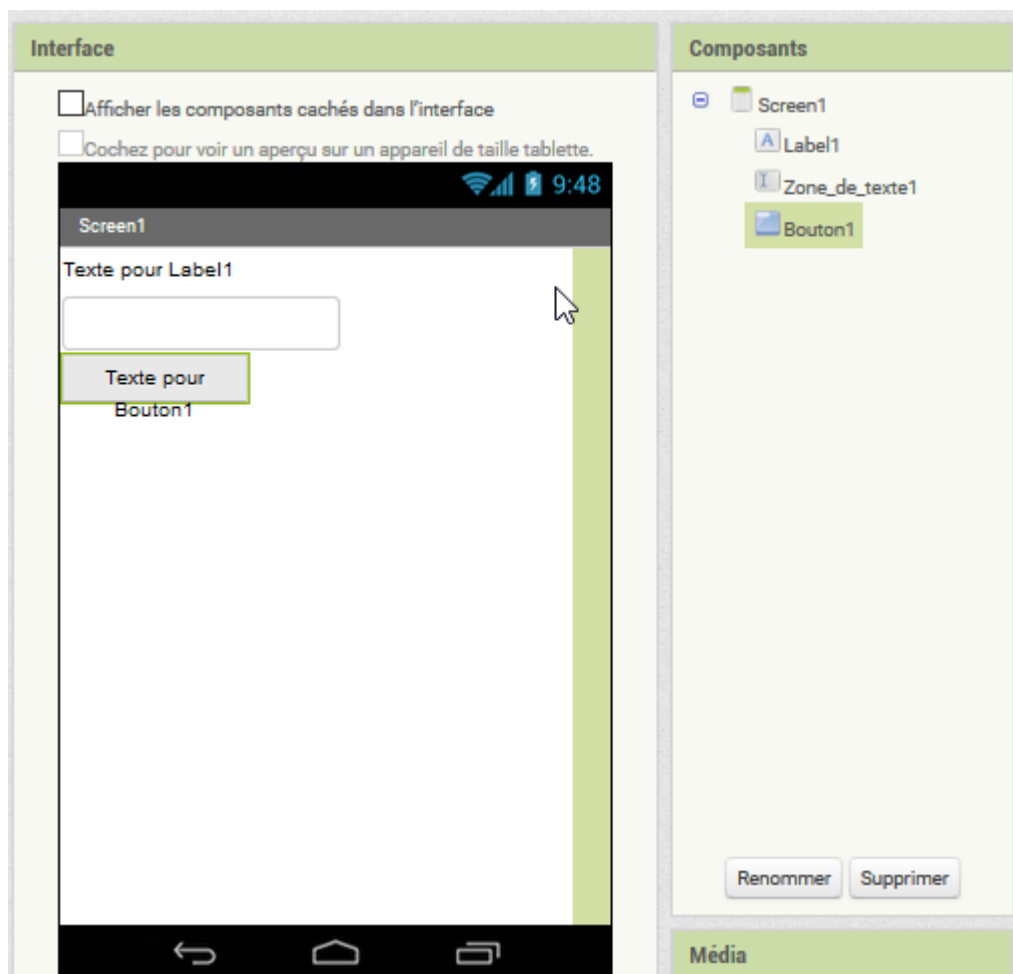 Interface
Afficher les composants cachés dans l'interface
Cochez pour voir un aperçu sur un appareil de taille tablette.
9:48
Screen1
Texte pour Label1
Texte pour
Bouton1
Composants
Screen1
A Label1
Zone_de_texte1
Bouton1
Renommer Supprimer
Média